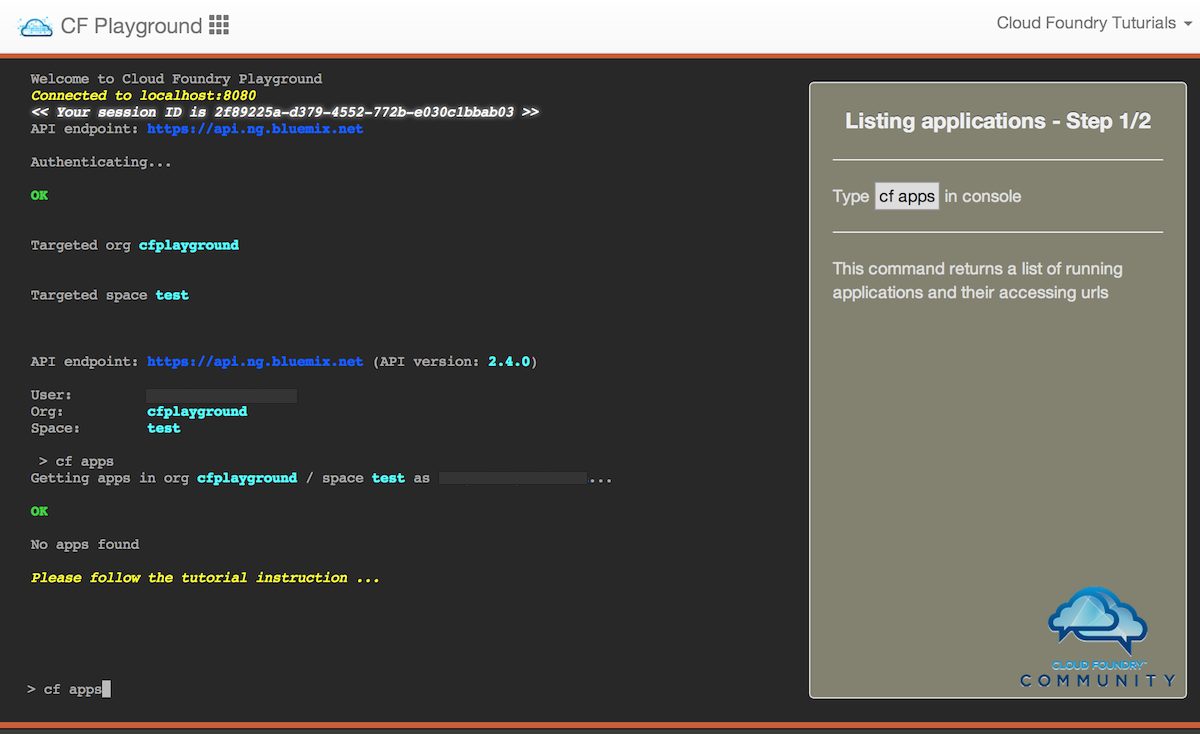 CF Playground
Cloud Foundry Tuturials
Welcome to Cloud Foundry Playground
Connected to localhost:8080
<< Your session ID is 2f89225a-d379-4552-772b-e030c1bbab03 >>
API endpoint: https://api.ng.bluemix.net
Authenticating...
OK
Targeted org cfplayground
Targeted space test
API endpoint: https://api.ng.bluemix.net (API version: 2.4.0)
User:
Org: cfplayground
Space: test
> cf apps
Getting apps in org cfplayground / space test as ...
OK
No apps found
Please follow the tutorial instruction ...
> cf apps
Listing applications - Step 1/2
Type cf apps in console
This command returns a list of running
applications and their accessing urls
CLOUD FOUNDRY™
COMMUNITY